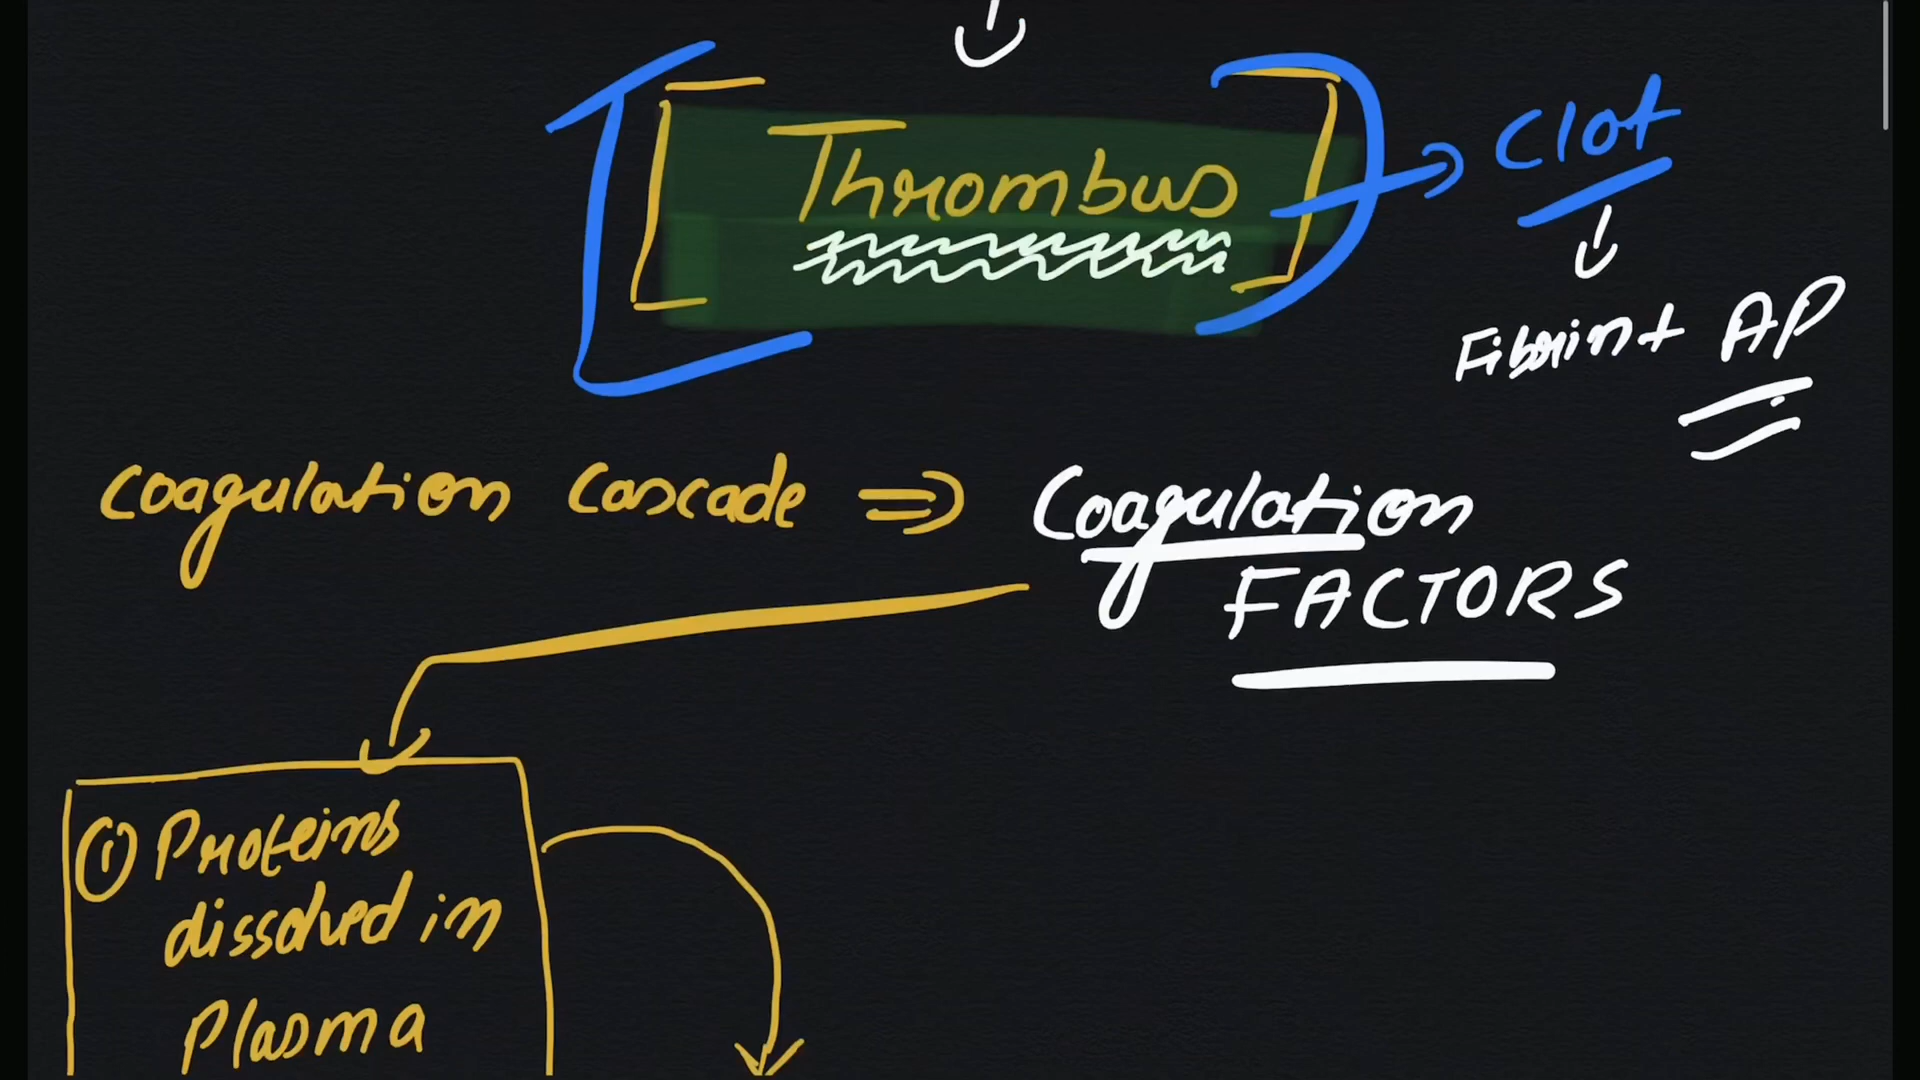 Thrombus
Clot
Fibrin + AP
Coagulation Cascade => Coagulation
FACTORS
① Proteins
dissolved in
Plasma